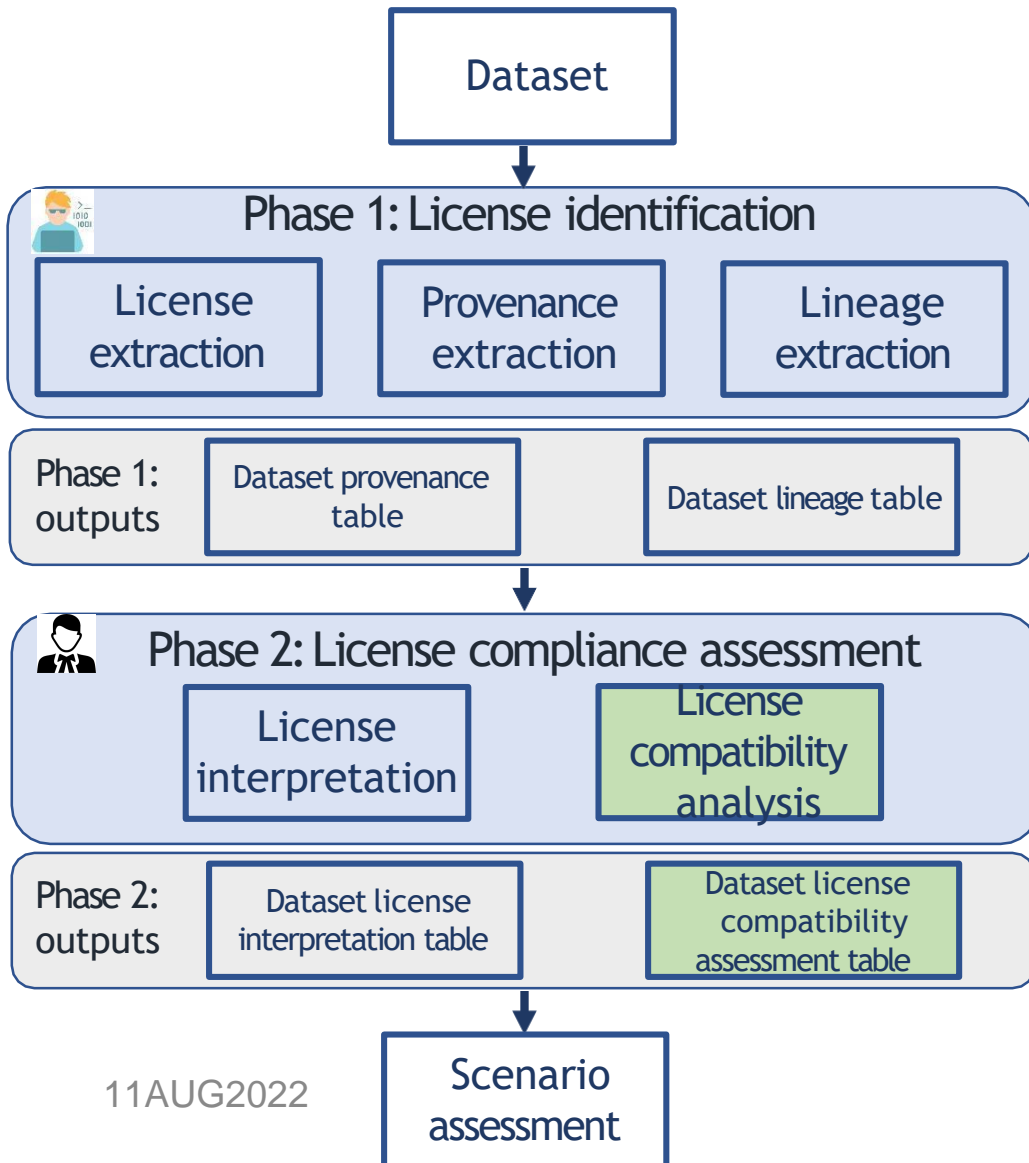 Dataset
>_
1010
1001
Phase 1: License identification
License
extraction
Provenance
extraction
Lineage
extraction
Phase 1:
outputs
Dataset provenance
table
Dataset lineage table
Phase 2: License compliance assessment
License
interpretation
License
compatibility
analysis
Phase 2:
outputs
Dataset license
interpretation table
Dataset license
compatibility
assessment table
11AUG2022
Scenario
assessment